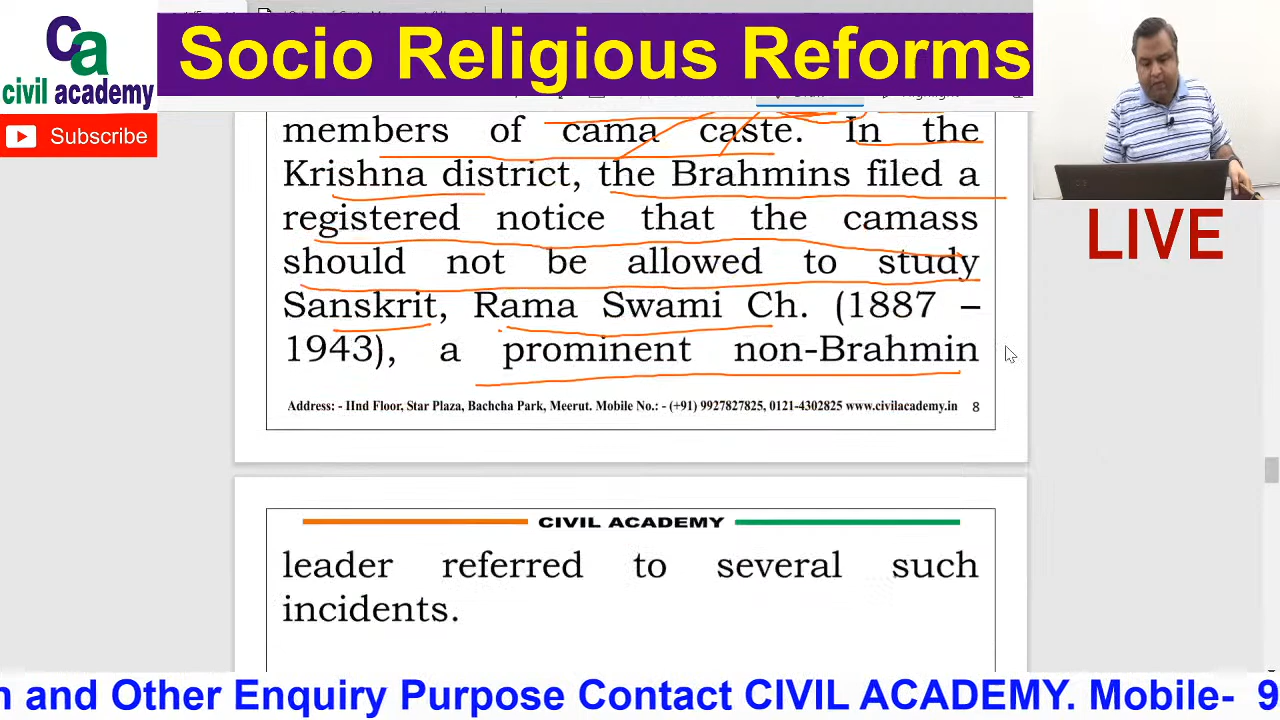 ca
civil academy
Socio Religious Reforms
Subscribe
members of cama caste. In the
Krishna district, the Brahmins filed a
registered notice that the camass
should not be allowed to study
Sanskrit, Rama Swami Ch. (1887 –
1943), a prominent non-Brahmin
LIVE
Address: - IInd Floor, Star Plaza, Bachcha Park, Meerut. Mobile No.: - (+91) 9927827825, 0121-4302825 www.civilacademy.in 8
CIVIL ACADEMY
leader referred to several such
incidents.
and Other Enquiry Purpose Contact CIVIL ACADEMY. Mobile- 9